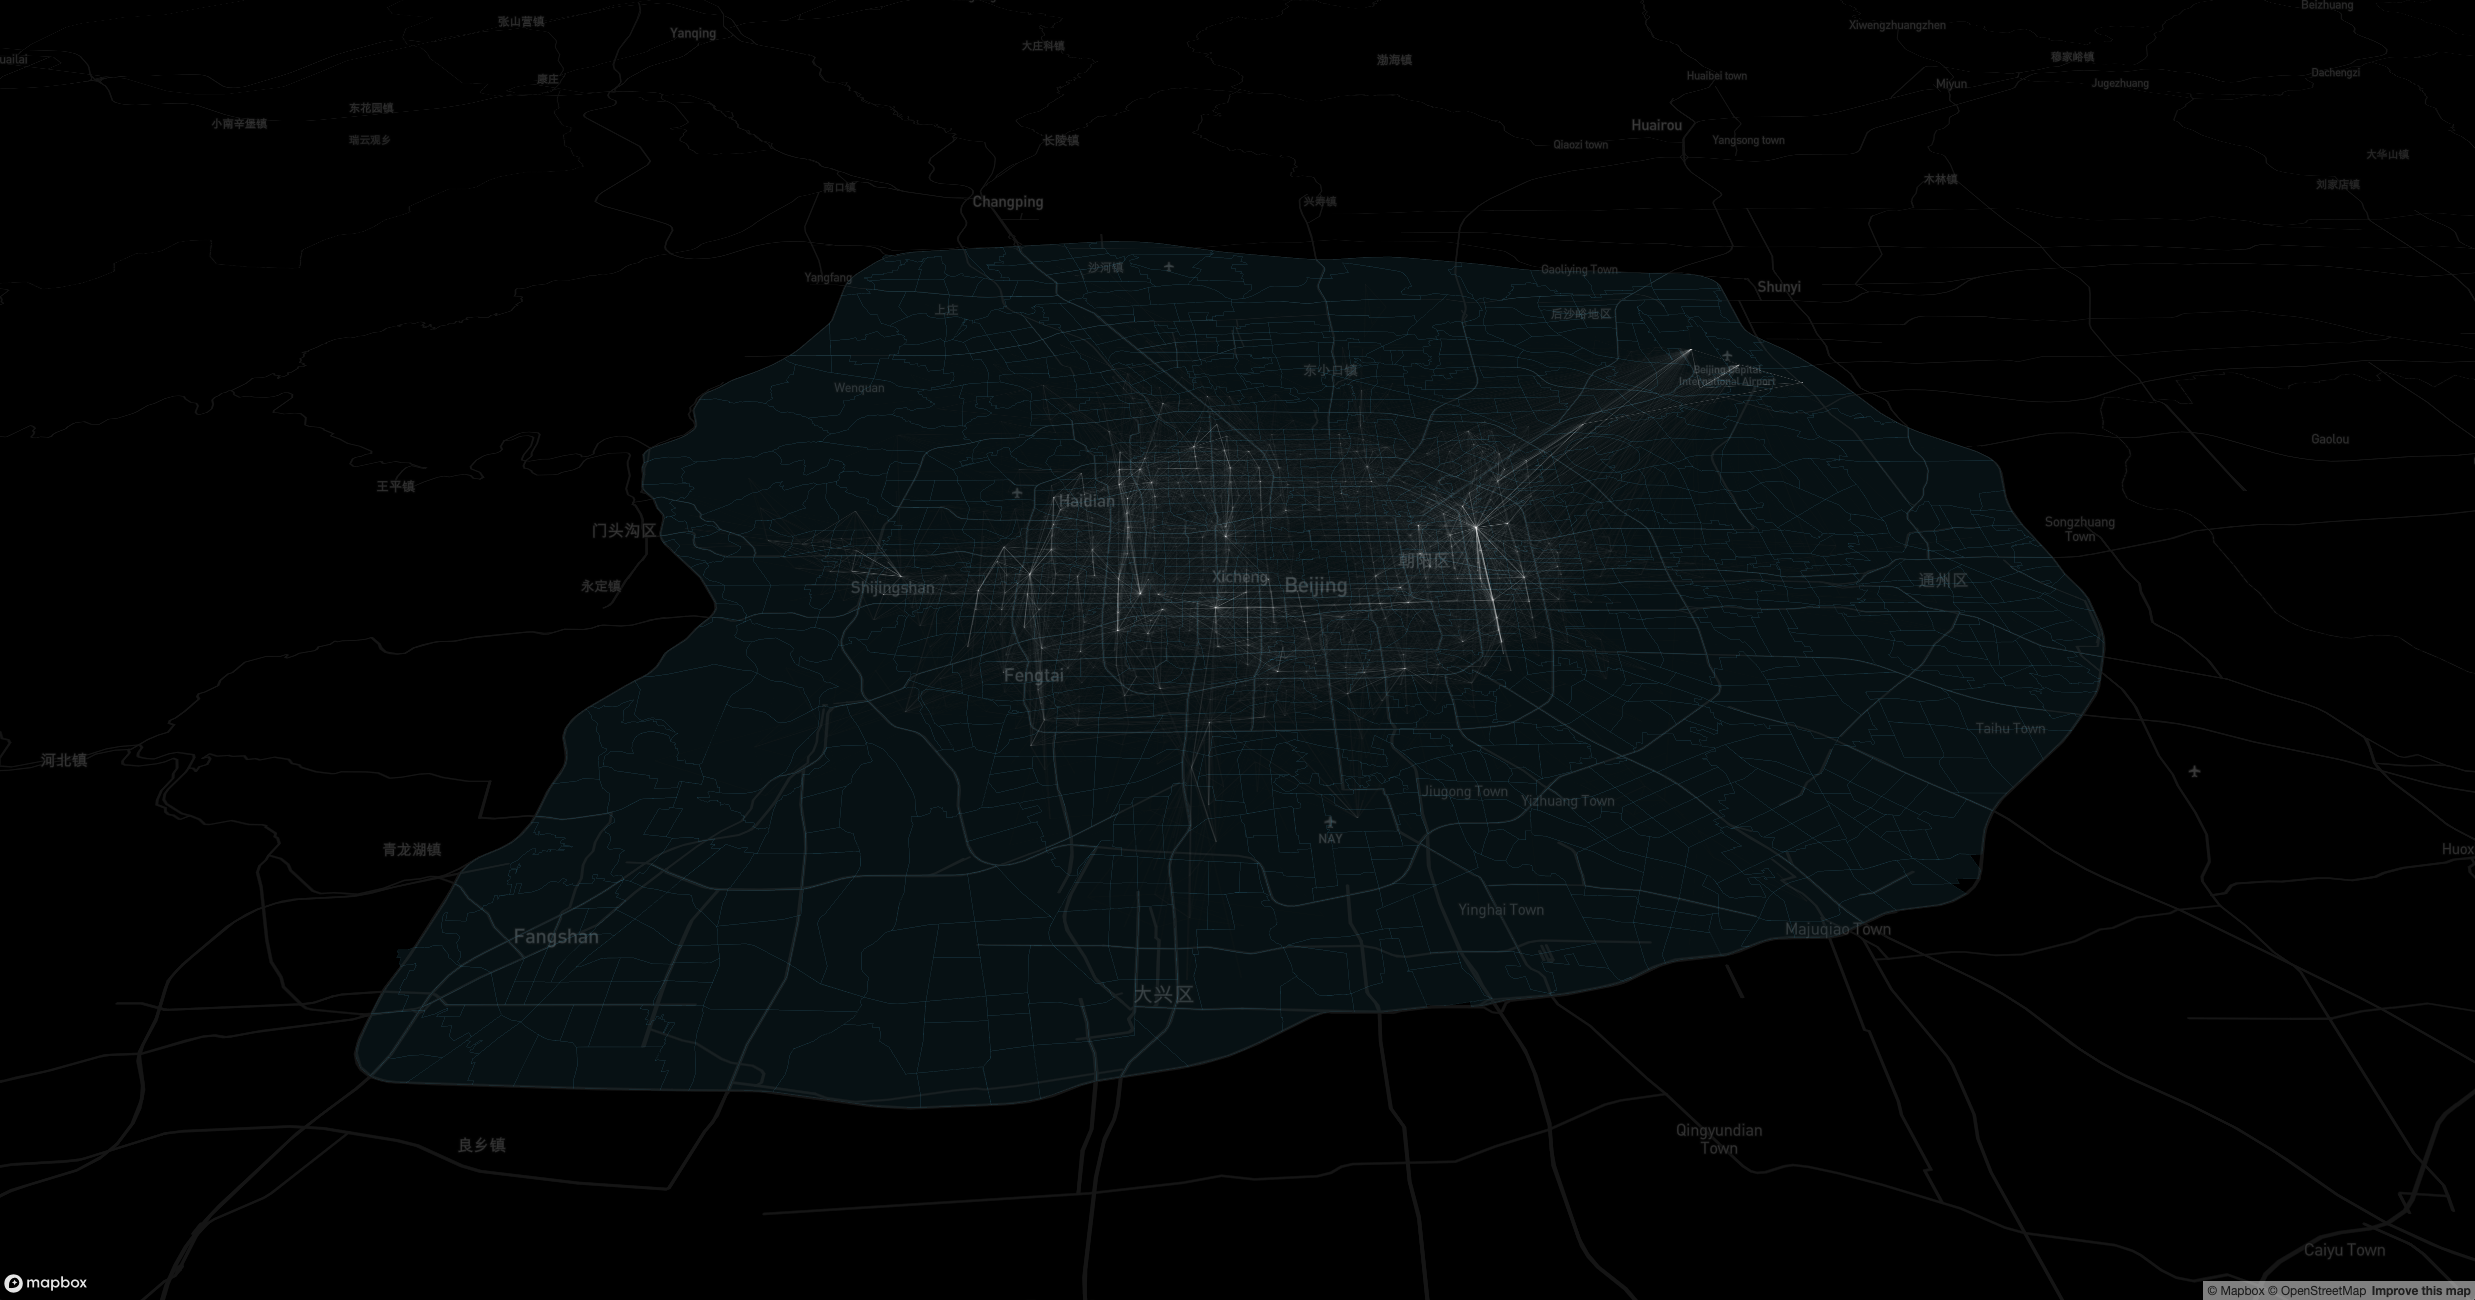 张山营镇
Yanqing
大庄科镇
渤海镇
Xiwengzhuangzhen
Beizhuang
uailai
康庄
Huaibei town
穆家峪镇
Miyun
Jugezhuang
Dachengzi
东花园镇
小南辛堡镇
瑞云观乡
长陵镇
Huairou
Qiaozi town
Yangsong town
大华山镇
南口镇
Changping
兴寿镇
木林镇
刘家店镇
Yangfang
沙河镇
Gaoliying Town
Shunyi
上庄
后沙峪地区
东小口镇
Beijing Capital
International Airport
Wenquan
Gaolou
王平镇
Haidian
门头沟区
Songzhuang
Town
朝阳区
永定镇
Shijingshan
Xicheng
Beijing
通州区
Fengtai
Taihu Town
河北镇
Jiugong Town
Yizhuang Town
NAY
青龙湖镇
Huox
Yinghai Town
Fangshan
Majuqiao Town
大兴区
良乡镇
Qingyundian
Town
Caiyu Town
mapbox
© Mapbox © OpenStreetMap Improve this map